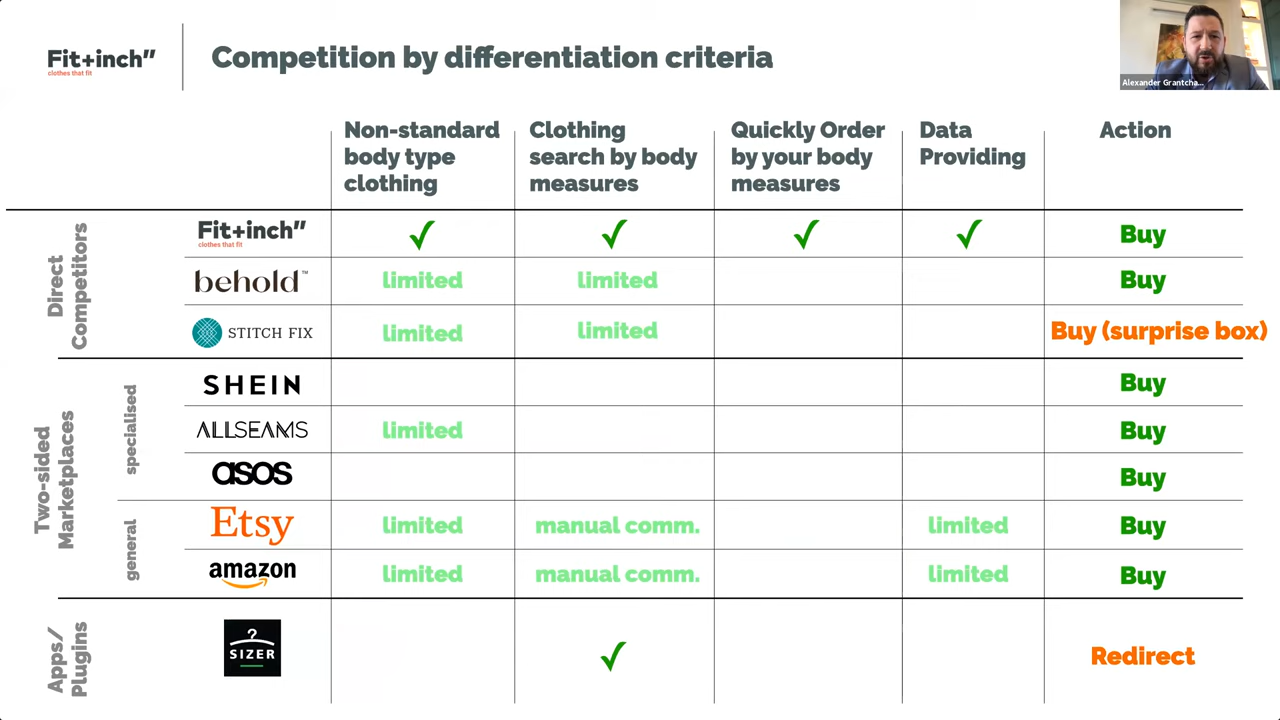 Fit+inch"
clothes that fit
Competition by differentiation criteria
Alexander Grantcha...
Non-standard
body type
clothing
Clothing
search by body
measures
Quickly Order
by your body
measures
Data
Providing
Action
Direct
Competitors
Fit+inch"
clothes that fit
✓ ✓ ✓ ✓ Buy
behold™ limited limited Buy
STITCH FIX limited limited Buy (surprise box)
Two-sided
Marketplaces
specialised
SHEIN Buy
ALLSEAMS limited Buy
asos Buy
general
Etsy limited manual comm. limited Buy
amazon limited manual comm. limited Buy
Apps/
Plugins
SIZER ✓ Redirect